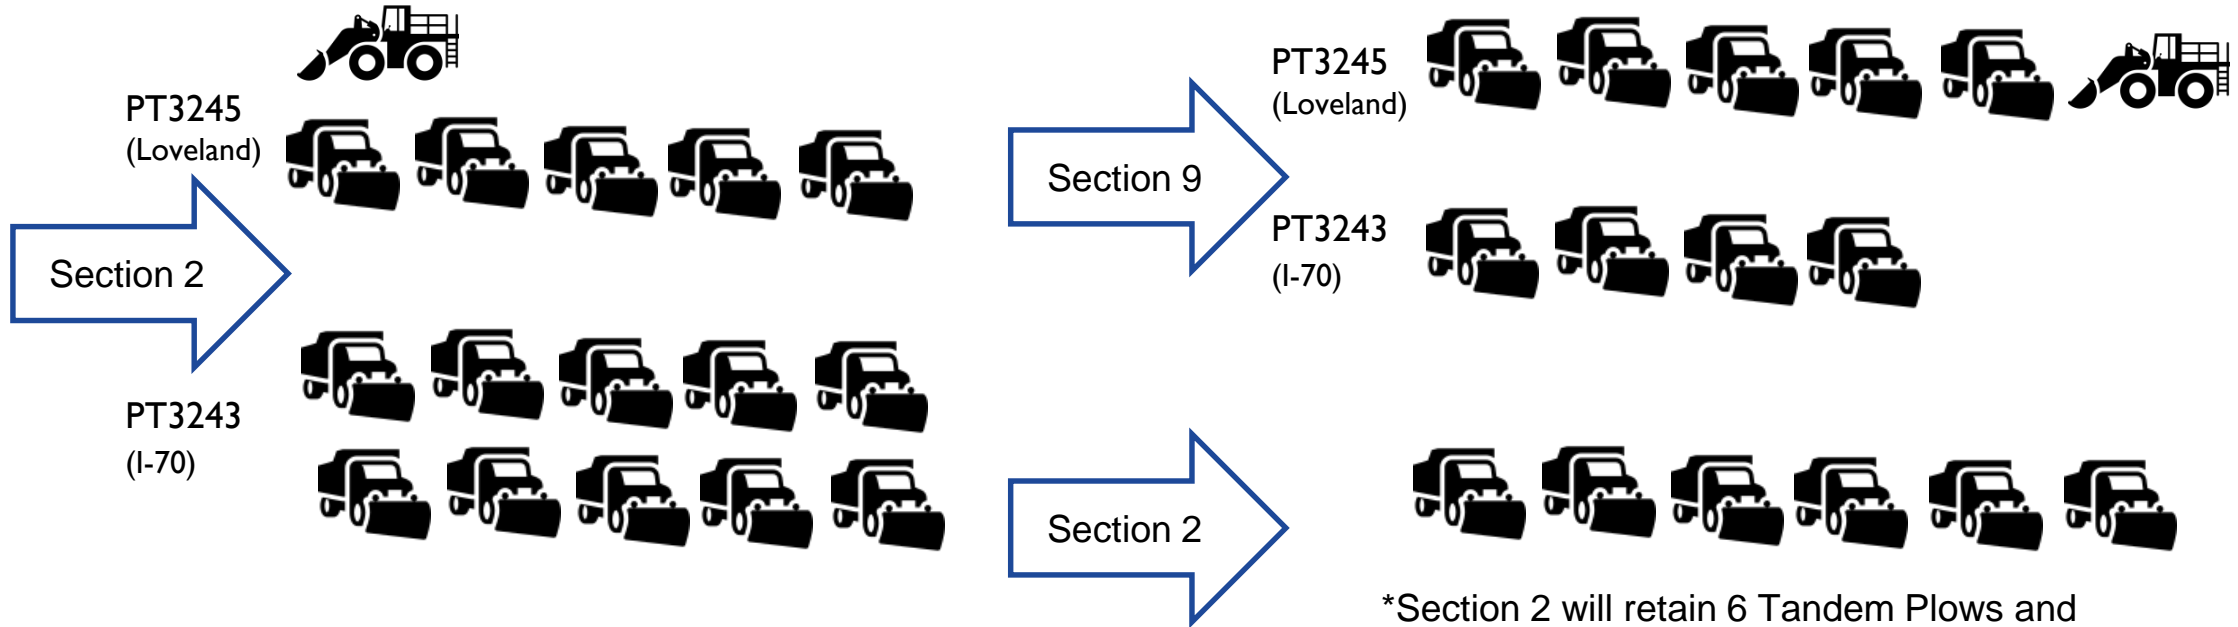 PT3245
(Loveland)
Section 2
PT3243
(I-70)
Section 9
PT3245
(Loveland)
PT3243
(I-70)
Section 2
*Section 2 will retain 6 Tandem Plows and